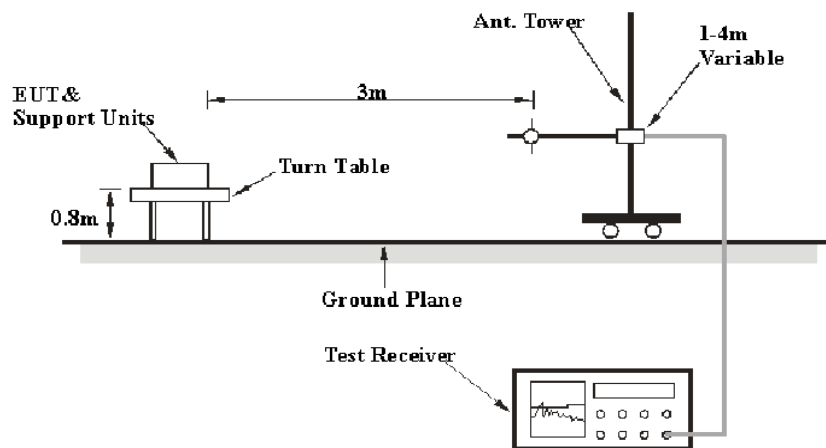 Ant. Tower
1-4m
Variable
3m
EUT&
Support Units
Turn Table
0.8m
Ground Plane
Test Receiver